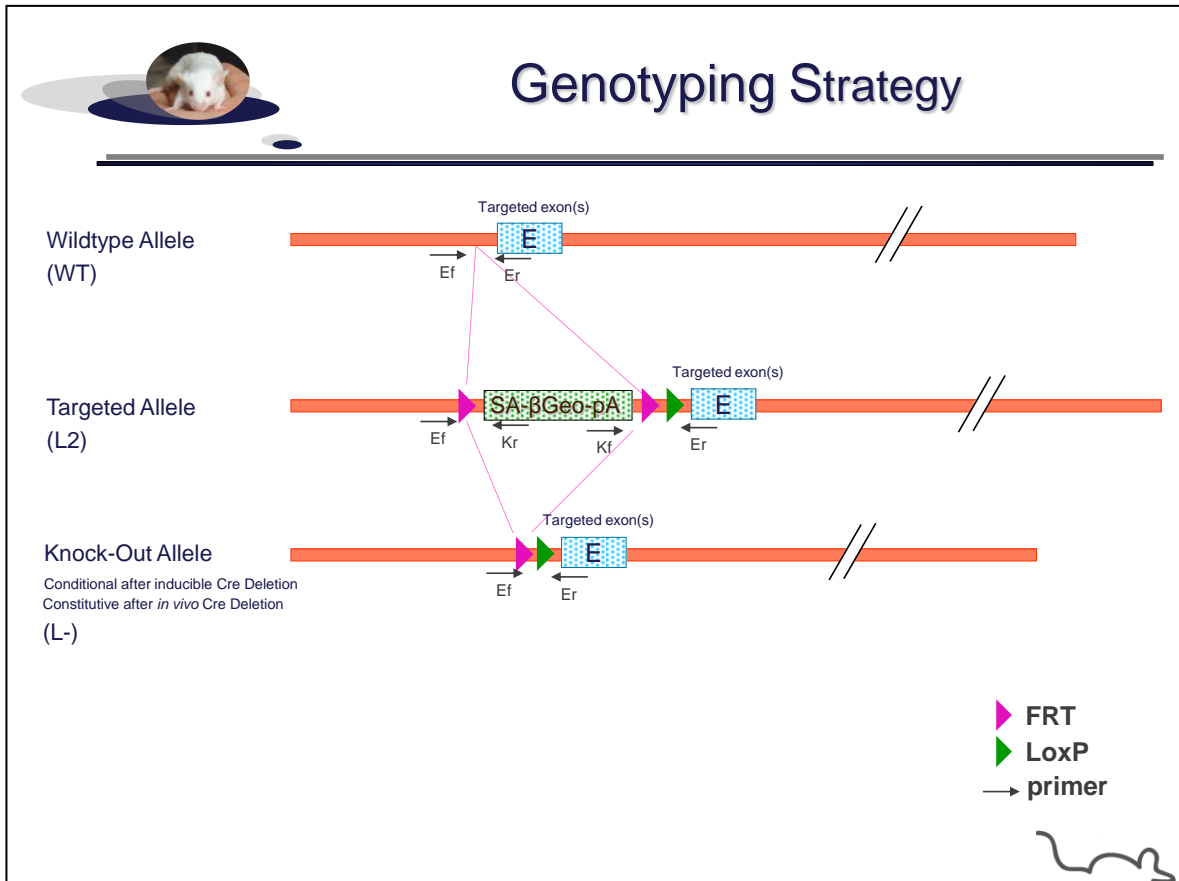 Genotyping Strategy
Targeted exon(s)
Wildtype Allele
(WT)
E
Ef
Er
Targeted exon(s)
Targeted Allele
(L2)
SA-βGeo-pA
E
Ef
Kr
Kf
Er
Targeted exon(s)
Knock-Out Allele
E
Conditional after inducible Cre Deletion
Constitutive after in vivo Cre Deletion
(L-)
Ef
Er
FRT
LoxP
primer